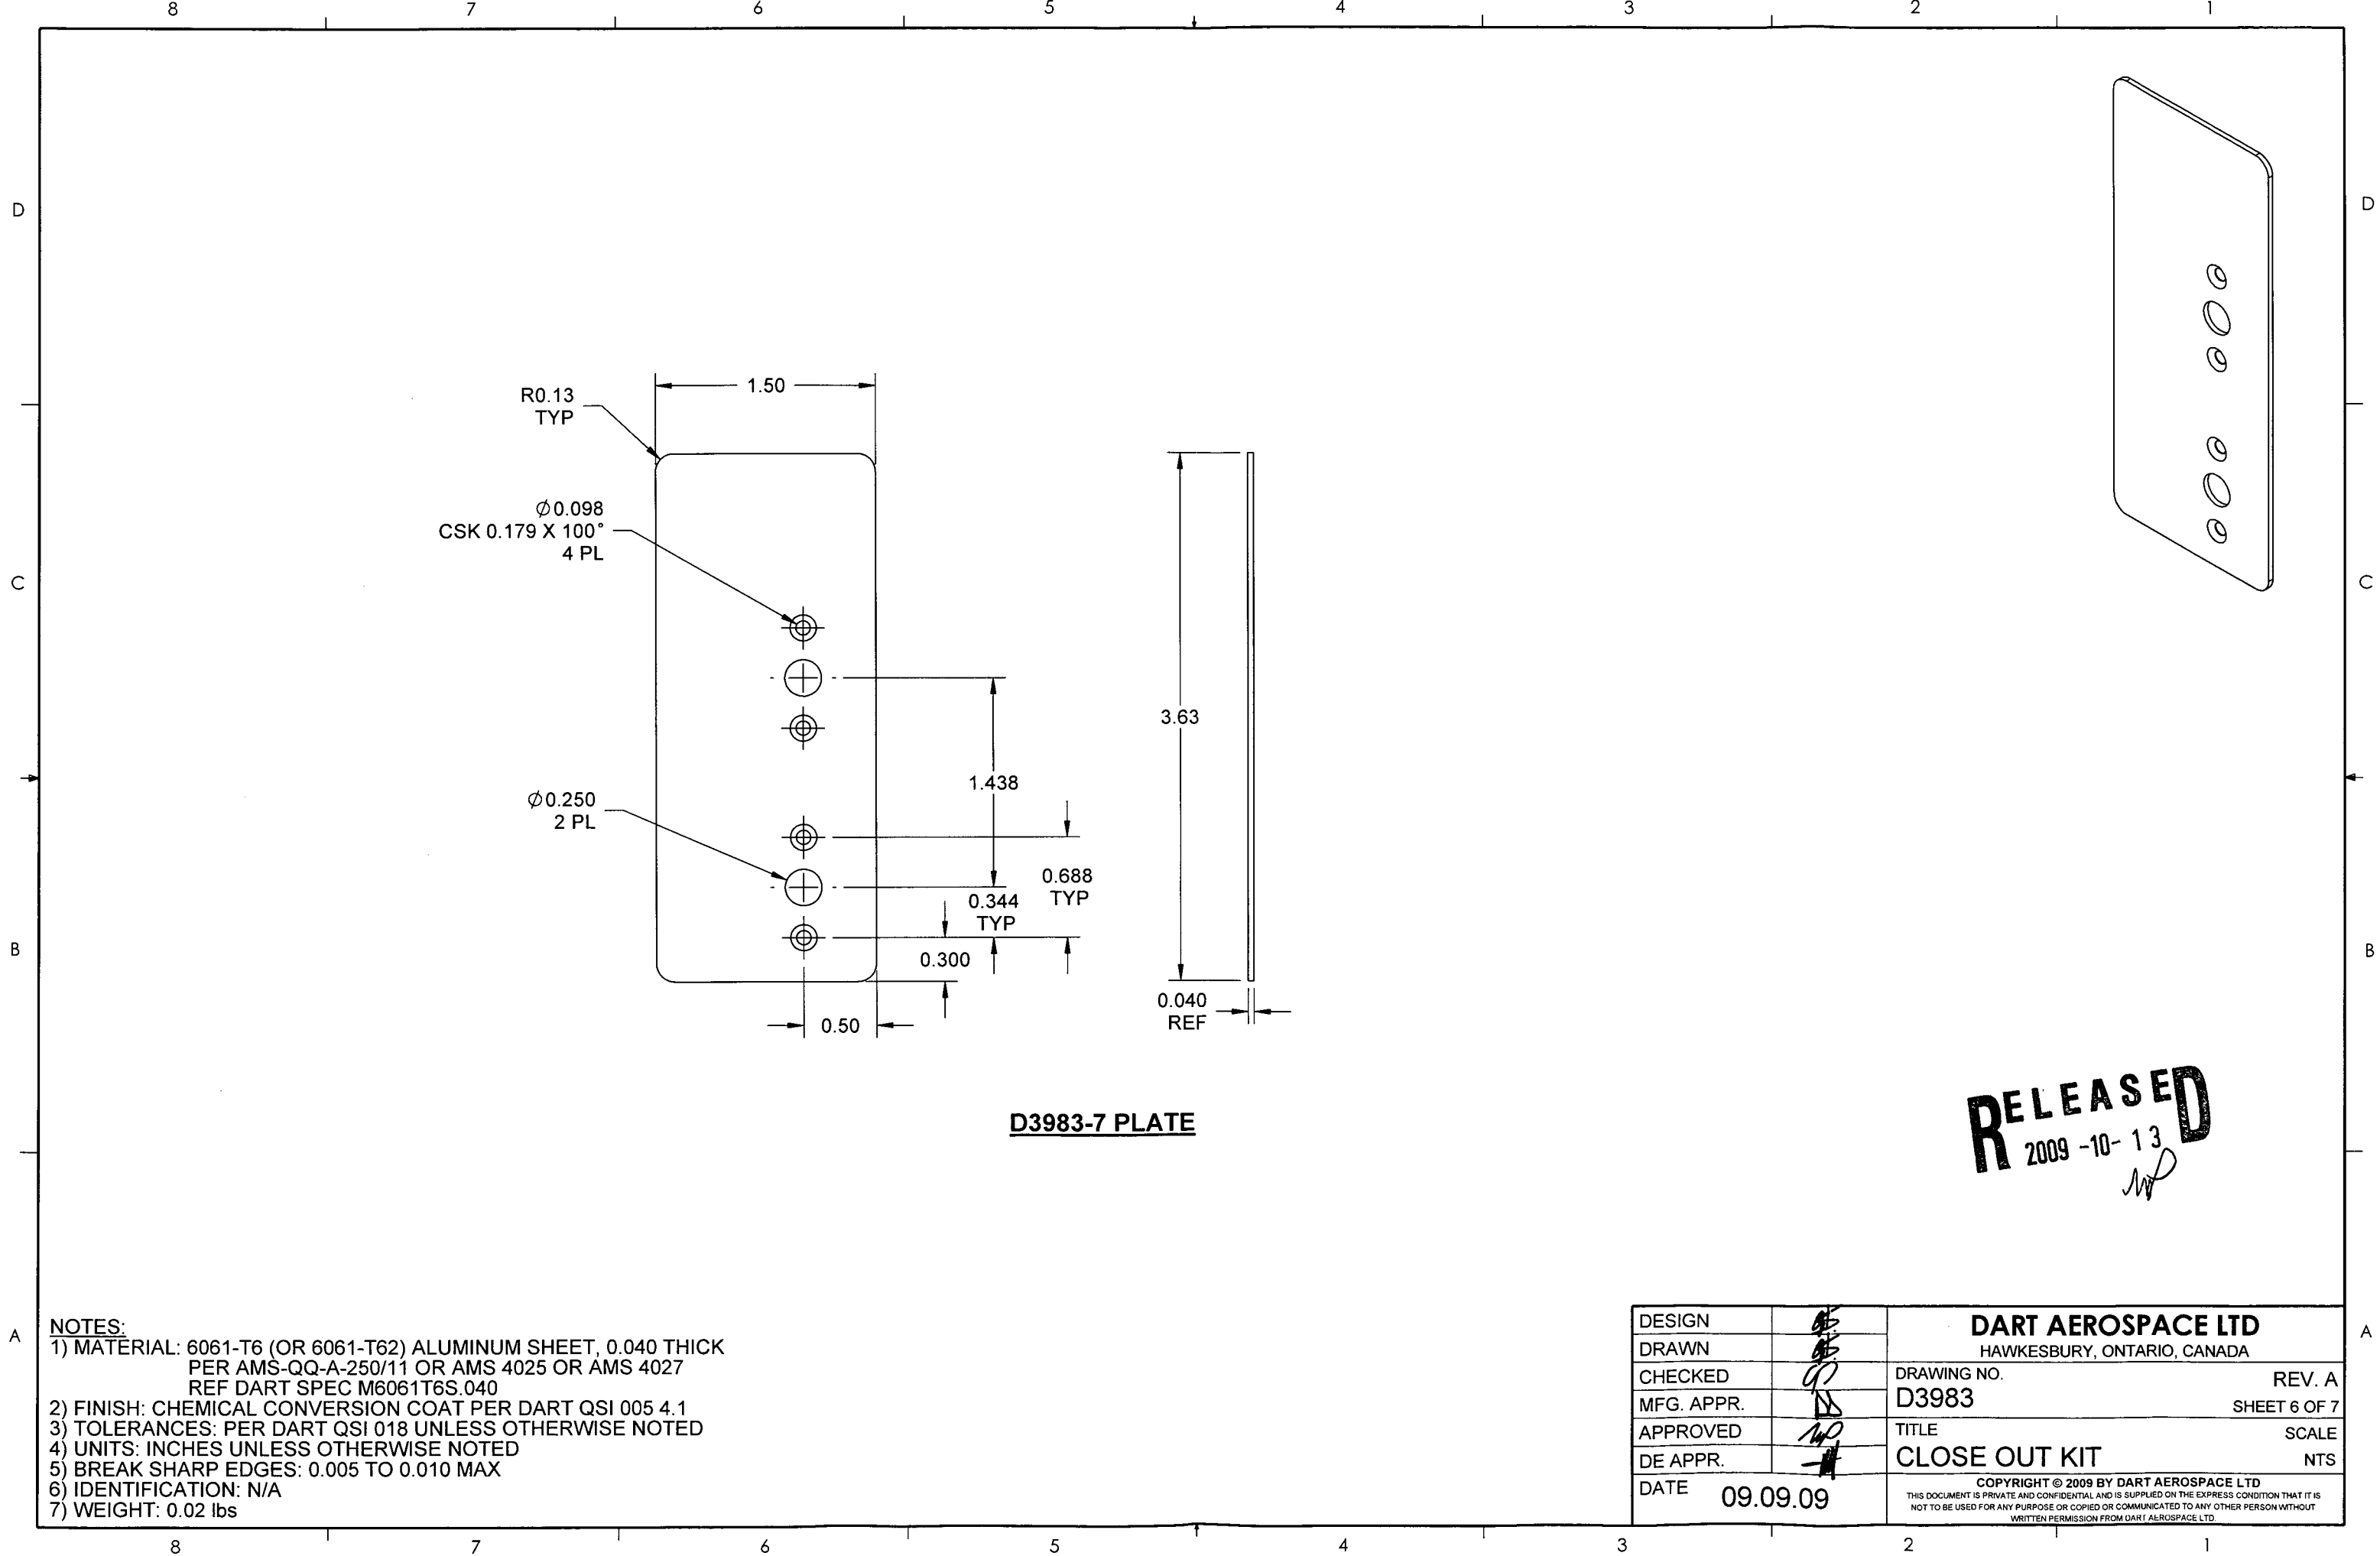 8 7 6 5 4 3 2 1
D D
1.50
R0.13
TYP
Ø0.098
CSK 0.179 X 100°
4 PL
C C
3.63
1.438
Ø0.250
2 PL
0.688
TYP
0.344
TYP
B B
0.300
0.040
REF
0.50
D3983-7 PLATE
RELEASED
2009 -10- 13
A A
NOTES:
1) MATERIAL: 6061-T6 (OR 6061-T62) ALUMINUM SHEET, 0.040 THICK
PER AMS-QQ-A-250/11 OR AMS 4025 OR AMS 4027
REF DART SPEC M6061T6S.040
2) FINISH: CHEMICAL CONVERSION COAT PER DART QSI 005 4.1
3) TOLERANCES: PER DART QSI 018 UNLESS OTHERWISE NOTED
4) UNITS: INCHES UNLESS OTHERWISE NOTED
5) BREAK SHARP EDGES: 0.005 TO 0.010 MAX
6) IDENTIFICATION: N/A
7) WEIGHT: 0.02 lbs
DESIGN
DRAWN
CHECKED
MFG. APPR.
APPROVED
DE APPR.
DATE 09.09.09
DART AEROSPACE LTD
HAWKESBURY, ONTARIO, CANADA
DRAWING NO. REV. A
D3983 SHEET 6 OF 7
TITLE SCALE
CLOSE OUT KIT NTS
COPYRIGHT © 2009 BY DART AEROSPACE LTD
THIS DOCUMENT IS PRIVATE AND CONFIDENTIAL AND IS SUPPLIED ON THE EXPRESS CONDITION THAT IT IS
NOT TO BE USED FOR ANY PURPOSE OR COPIED OR COMMUNICATED TO ANY OTHER PERSON WITHOUT
WRITTEN PERMISSION FROM DART AEROSPACE LTD.
8 7 6 5 4 3 2 1